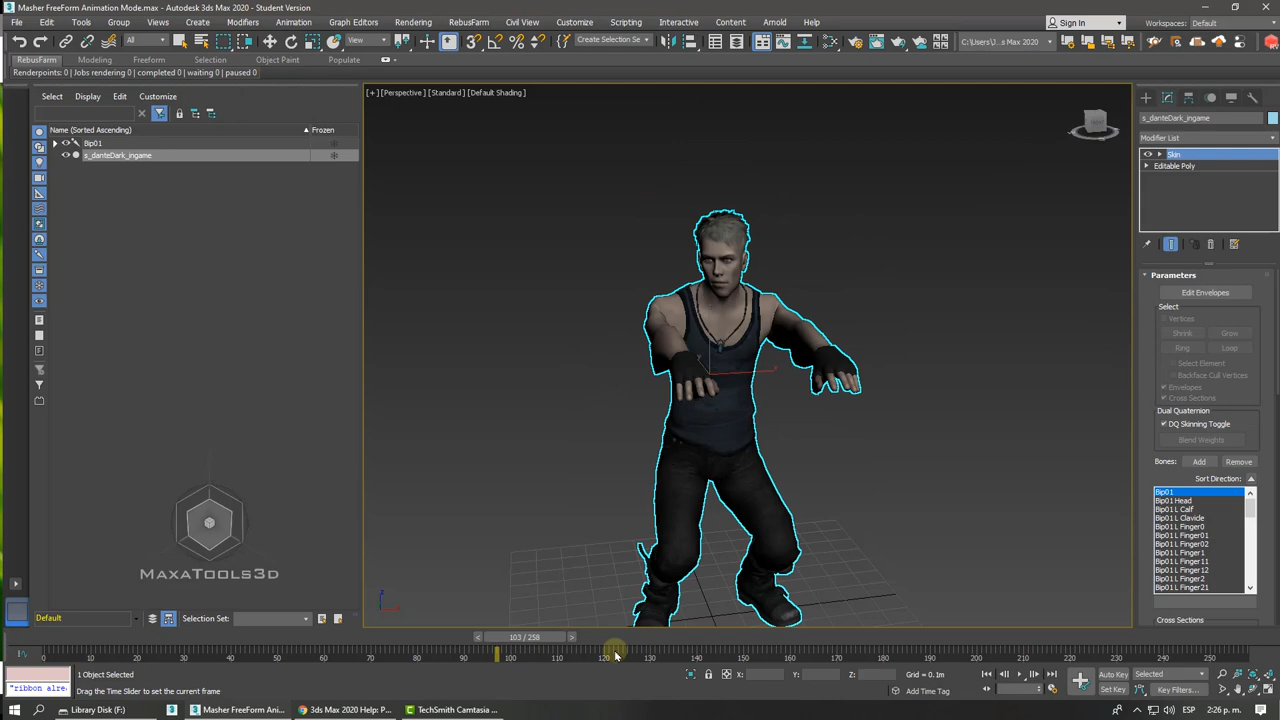 Masher FreeForm Animation Mode.max - Autodesk 3ds Max 2020 - Student Version
File Edit Tools Group Views Create Modifiers Animation Graph Editors Rendering RebusFarm Civil View Customize Scripting Interactive Content Arnold Help Sign In Workspaces: Default
All View Create Selection Se C:\U...s Max 2020
RebusFarm Modeling Freeform Selection Object Paint Populate
Renderpoints: 0 | Jobs rendering | 0 completed | 0 waiting | 0 paused
Select Display Edit Customize
[+] [Perspective] [Standard] [Default Shading]
Name (Sorted Ascending) Frozen
Bip01
s_danteDark_ingame
FRONT
s_danteDark_ingame
Modifier List
Skin
Editable Poly
Parameters
Edit Envelopes
Select
Vertices
Shrink Grow
Ring Loop
Select Element
Backface Cull Vertices
Envelopes
Cross Sections
Dual Quaternion
DQ Skinning Toggle
Blend Weights
Bones: Add Remove
Sort Direction:
Bip01
Bip01 Head
Bip01 L Calf
Bip01 L Clavicle
Bip01 L Finger0
Bip01 L Finger01
Bip01 L Finger02
Bip01 L Finger1
Bip01 L Finger11
Bip01 L Finger12
Bip01 L Finger2
Bip01 L Finger21
Cross Sections
MAXATOOLS3D
x y z
Default Selection Set:
< 103 / 258 >
0 10 20 30 40 50 60 70 80 90 100 110 120 130 140 150 160 170 180 190 200 210 220 230 240 250
1 Object Selected
X: Y: Z: Grid = 0.1m
Auto Key Selected
"ribbon alre
Drag the Time Slider to set the current frame
Add Time Tag
Set Key Key Filters...
Library Disk (F:) Masher FreeForm Ani... 3ds Max 2020 Help: P... TechSmith Camtasia ... ESP 2:26 p. m.